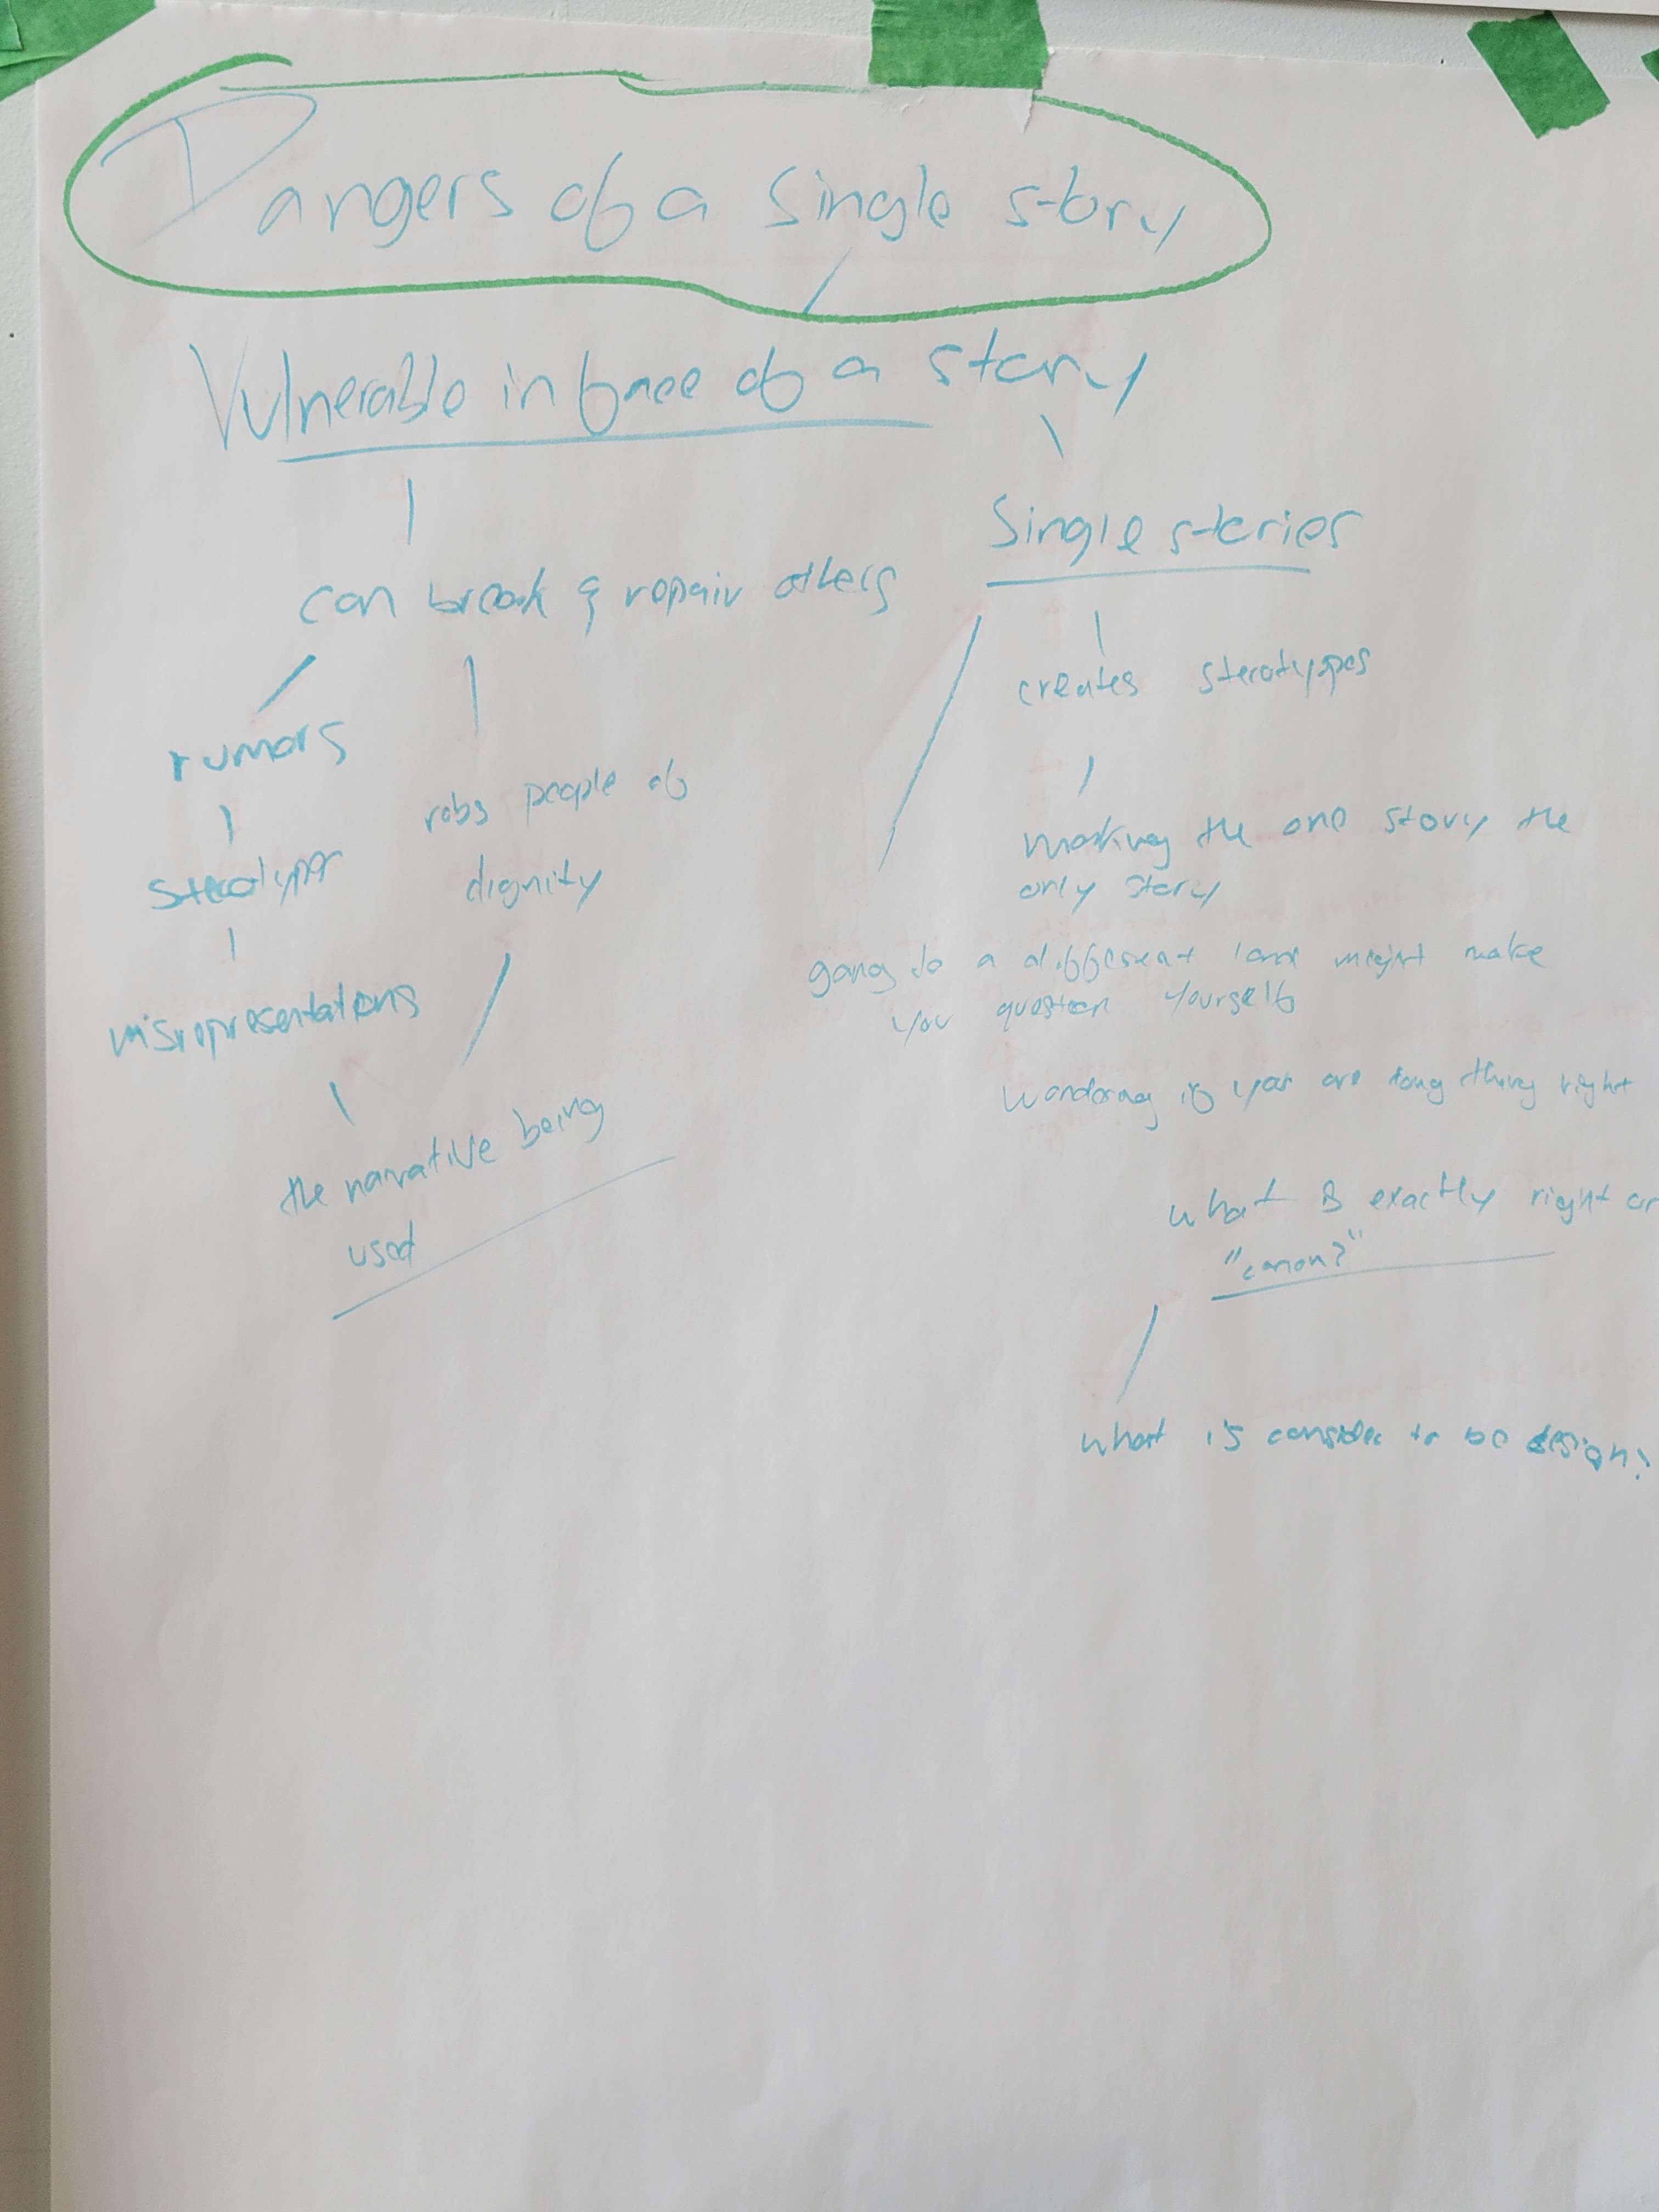 Dangers of a single story
Vulnerable in face of a story
can break & repair others
rumors
robs people of
dignity
misrepresentations
the narrative being
used
Single stories
creates sterotypes
making the one story the
only story
going to a different land might make
you question yourself
wondering if you are doing thing right
what is exactly right or
"canon?"
what is consider to be design?